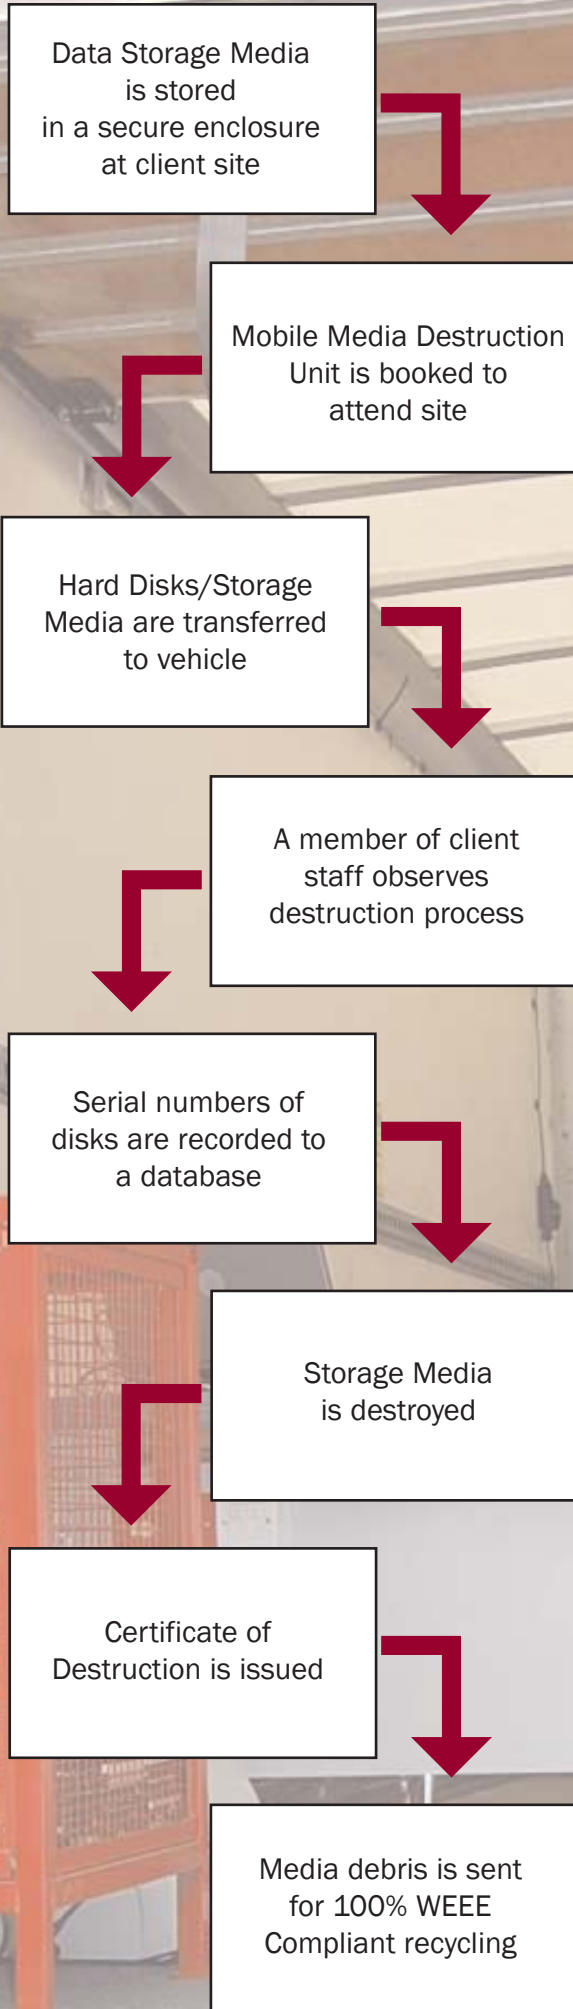 Data Storage Media
is stored
in a secure enclosure
at client site
Mobile Media Destruction
Unit is booked to
attend site
Hard Disks/Storage
Media are transferred
to vehicle
A member of client
staff observes
destruction process
Serial numbers of
disks are recorded to
a database
Storage Media
is destroyed
Certificate of
Destruction is issued
Media debris is sent
for 100% WEEE
Compliant recycling